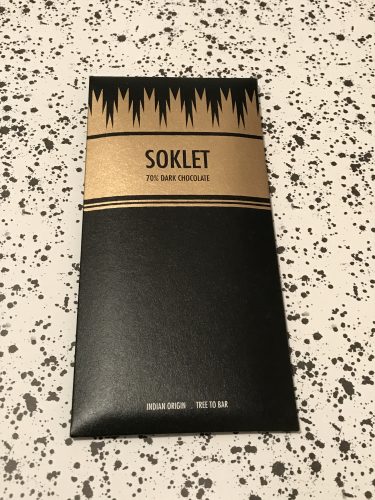 SOKLET
70% DARK CHOCOLATE
INDIAN ORIGIN . TREE TO BAR